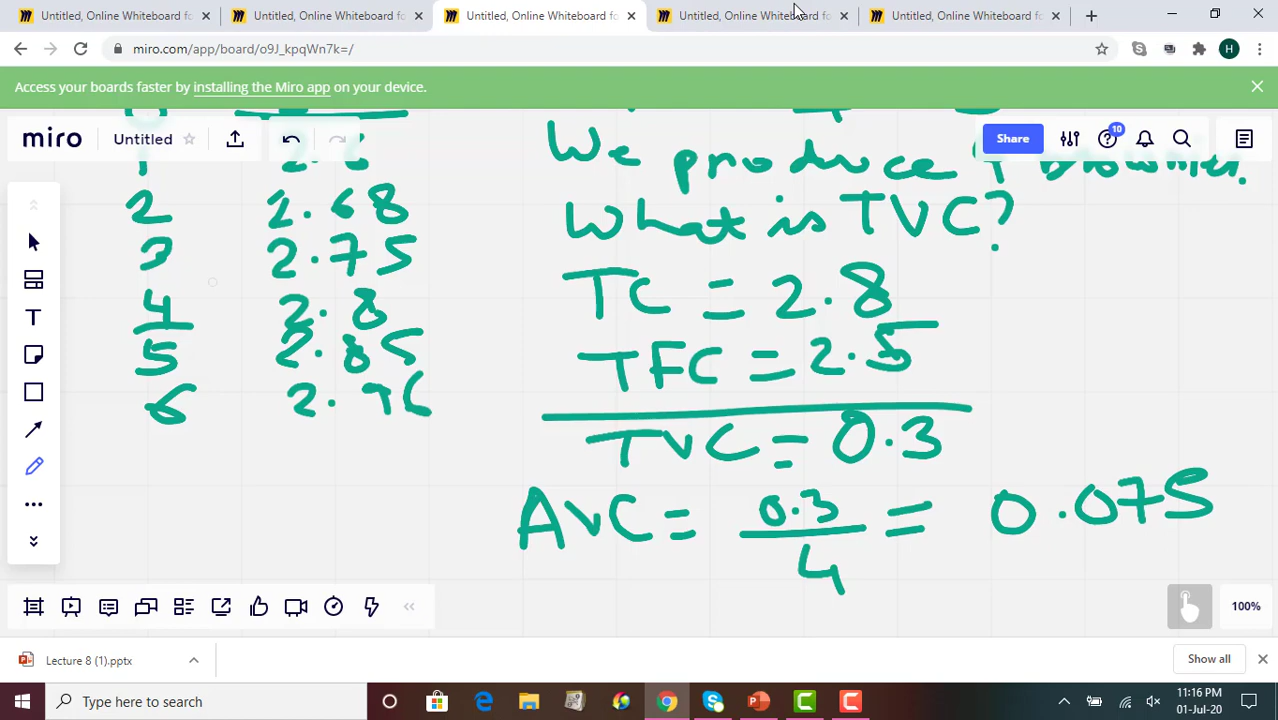 Untitled, Online Whiteboard fo
Untitled, Online Whiteboard fo
Untitled, Online Whiteboard fo
Untitled, Online Whiteboard fo
Untitled, Online Whiteboard fo
miro.com/app/board/o9J_kpqWn7k=/
H
Access your boards faster by installing the Miro app on your device.
miro
Untitled
Share
10
1
2 2.68
3 2.75
4 2.8
5 2.85
6 2.96
We produce 4 Brownies.
What is TVC?
TC = 2.8
TFC = 2.5
TVC = 0.3
AVC = 0.3 / 4 = 0.075
100%
Lecture 8 (1).pptx
Show all
Type here to search
11:16 PM
01-Jul-20